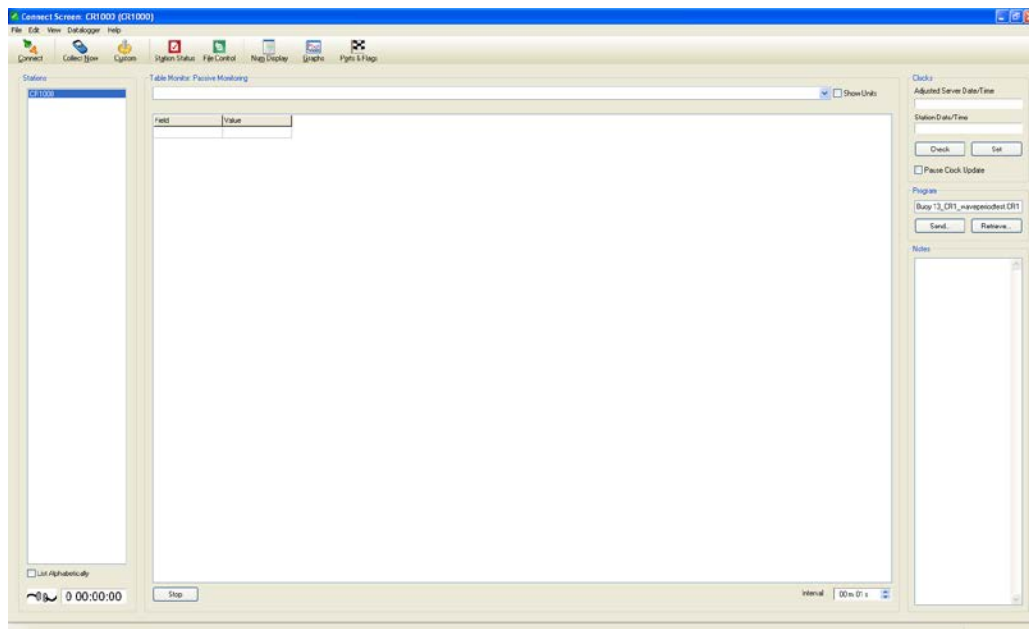 Connect Screen: CR1000 (CR1000)
File Edit View Datalogger Help
Connect Collect Now Custom Station Status File Control Num Display Graphs Ports & Flags
Stations
CR1000
List Alphabetically
0 00:00:00
Table Monitor: Passive Monitoring
Show Units
Field Value
Stop
Interval 00 m 01 s
Clocks
Adjusted Server Date/Time
Station Date/Time
Check Set
Pause Clock Update
Program
Buoy 13_CR1_waveperiodtest.CR1
Send... Retrieve...
Notes